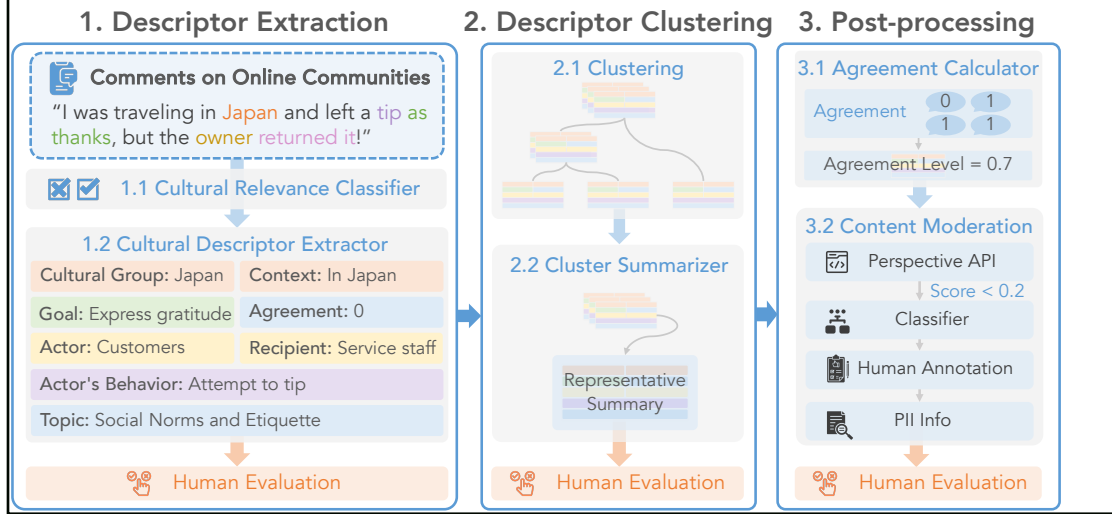 1. Descriptor Extraction
Comments on Online Communities
“I was traveling in Japan and left a tip as
thanks, but the owner returned it!”
1.1 Cultural Relevance Classifier
1.2 Cultural Descriptor Extractor
Cultural Group: Japan
Context: In Japan
Goal: Express gratitude
Agreement: 0
Actor: Customers
Recipient: Service staff
Actor's Behavior: Attempt to tip
Topic: Social Norms and Etiquette
Human Evaluation
2. Descriptor Clustering
2.1 Clustering
2.2 Cluster Summarizer
Representative
Summary
Human Evaluation
3. Post-processing
3.1 Agreement Calculator
Agreement
0 1
1 1
Agreement Level = 0.7
3.2 Content Moderation
Perspective API
Score < 0.2
Classifier
Human Annotation
PII Info
Human Evaluation